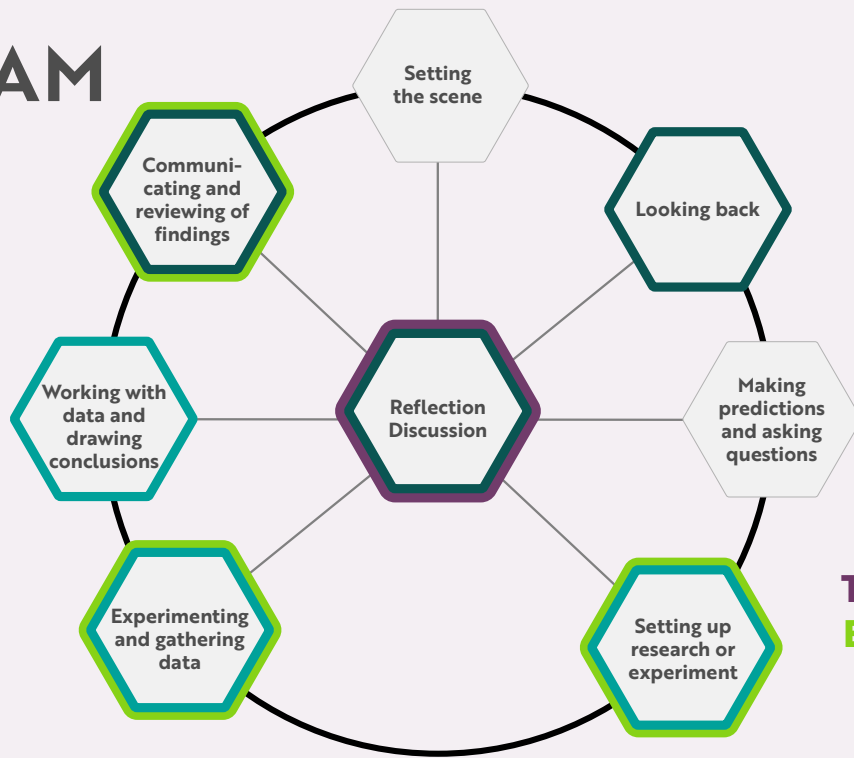 AM
Setting
the scene
Communi-
cating and
reviewing of
findings
Looking back
Working with
data and
drawing
conclusions
Reflection
Discussion
Making
predictions
and asking
questions
Experimenting
and gathering
data
Setting up
research or
experiment